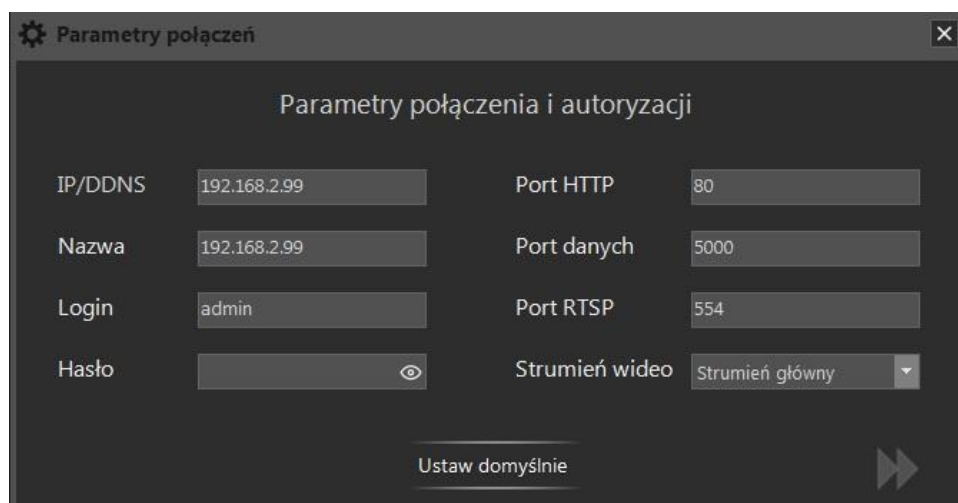 Parametry połączeń
Parametry połączenia i autoryzacji
IP/DDNS 192.168.2.99 Port HTTP 80
Nazwa 192.168.2.99 Port danych 5000
Login admin Port RTSP 554
Hasło Strumień wideo Strumień główny
Ustaw domyślnie